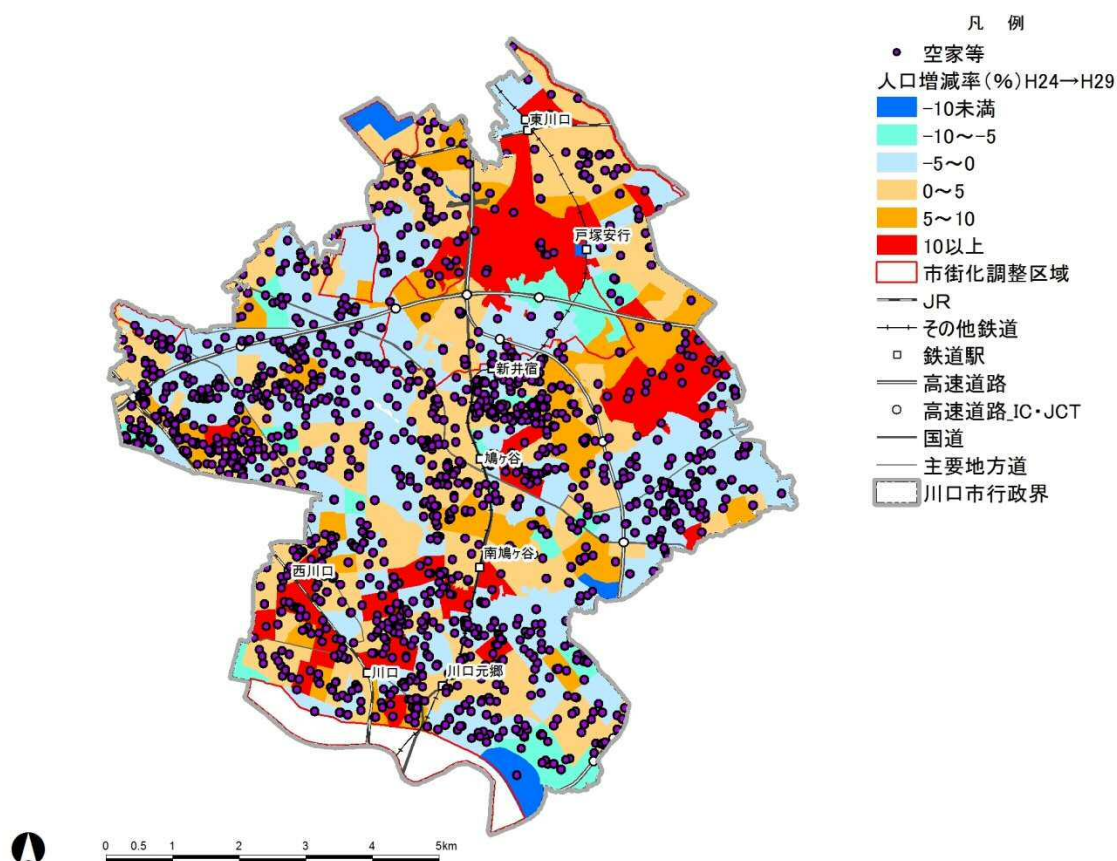 凡 例
空家等
人口増減率(%)H24→H29
-10未満
-10～-5
-5～0
0～5
5～10
10以上
市街化調整区域
JR
その他鉄道
鉄道駅
高速道路
高速道路_IC・JCT
国道
主要地方道
川口市行政界
東川口
戸塚安行
新井宿
鳩ヶ谷
南鳩ヶ谷
西川口
川口
川口元郷
0 0.5 1 2 3 4 5km